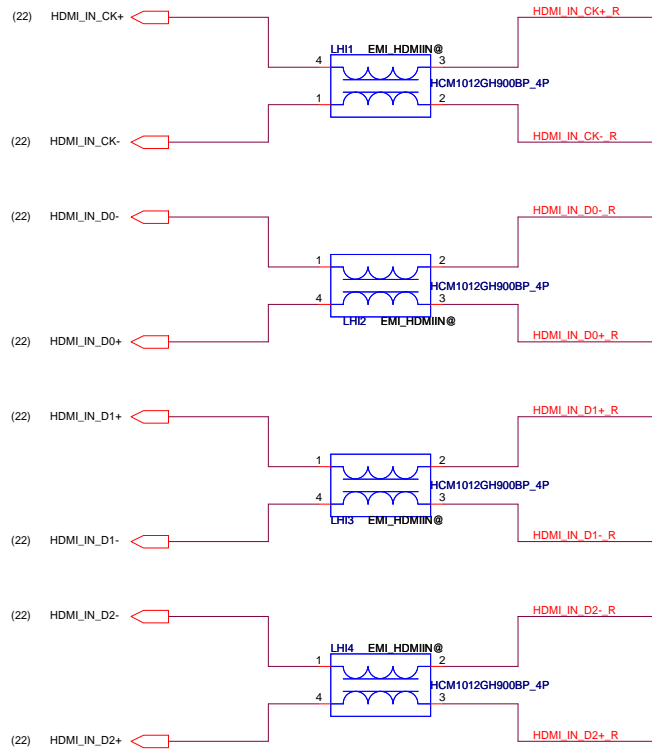 (22) HDMI_IN_CK+ HDMI_IN_CK+_R
LHI1 EMI_HDMIIN@
4 3
HCM1012GH900BP_4P
1 2
(22) HDMI_IN_CK- HDMI_IN_CK-_R
(22) HDMI_IN_D0- HDMI_IN_D0-_R
1 2
HCM1012GH900BP_4P
4 3
LHI2 EMI_HDMIIN@
(22) HDMI_IN_D0+ HDMI_IN_D0+_R
(22) HDMI_IN_D1+ HDMI_IN_D1+_R
1 2
HCM1012GH900BP_4P
4 3
LHI3 EMI_HDMIIN@
(22) HDMI_IN_D1- HDMI_IN_D1-_R
(22) HDMI_IN_D2- HDMI_IN_D2-_R
LHI4 EMI_HDMIIN@
1 2
HCM1012GH900BP_4P
4 3
(22) HDMI_IN_D2+ HDMI_IN_D2+_R